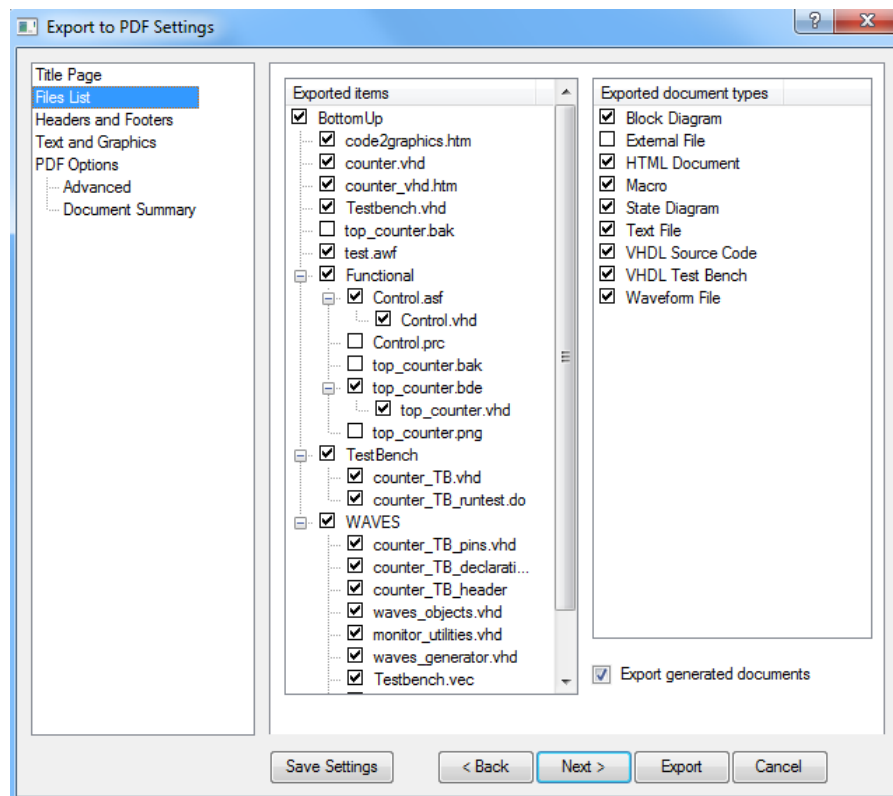 Export to PDF Settings
Title Page
Files List
Headers and Footers
Text and Graphics
PDF Options
Advanced
Document Summary
Exported items
BottomUp
code2graphics.htm
counter.vhd
counter_vhd.htm
Testbench.vhd
top_counter.bak
test.awf
Functional
Control.asf
Control.vhd
Control.prc
top_counter.bak
top_counter.bde
top_counter.vhd
top_counter.png
TestBench
counter_TB.vhd
counter_TB_runtest.do
WAVES
counter_TB_pins.vhd
counter_TB_declarati...
counter_TB_header
waves_objects.vhd
monitor_utilities.vhd
waves_generator.vhd
Testbench.vec
Exported document types
Block Diagram
External File
HTML Document
Macro
State Diagram
Text File
VHDL Source Code
VHDL Test Bench
Waveform File
Export generated documents
Save Settings
< Back
Next >
Export
Cancel